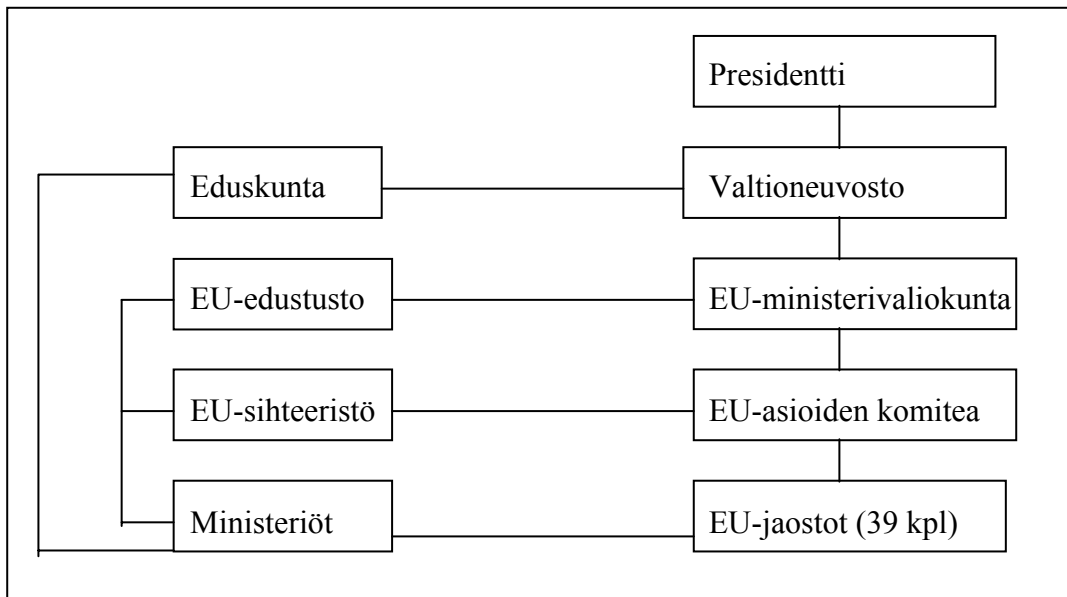 Presidentti
Eduskunta
Valtioneuvosto
EU-edustusto
EU-ministerivaliokunta
EU-sihteeristö
EU-asioiden komitea
Ministeriöt
EU-jaostot (39 kpl)